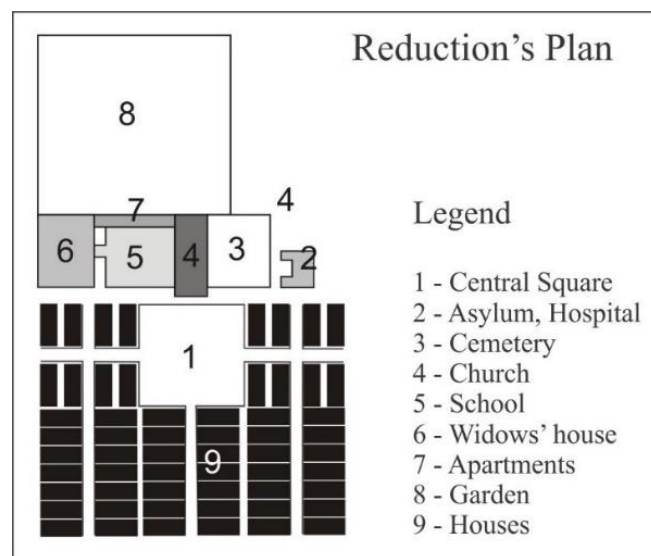 Reduction's Plan
8
4
7
6
5
4
3
2
1
9
Legend
1 - Central Square
2 - Asylum, Hospital
3 - Cemetery
4 - Church
5 - School
6 - Widows' house
7 - Apartments
8 - Garden
9 - Houses